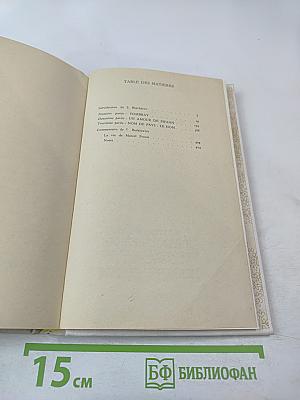 TABLE DES MATIÈRES
Introduction de
Première partie : COMBRAY
Deuxième partie : UN AMOUR DE SWANN
Troisième partie : NOM DE PAYS : LE NOM
Commentaires de
La vie de Marcel Proust
Notes
15 см
БФ БИБЛИОФАН